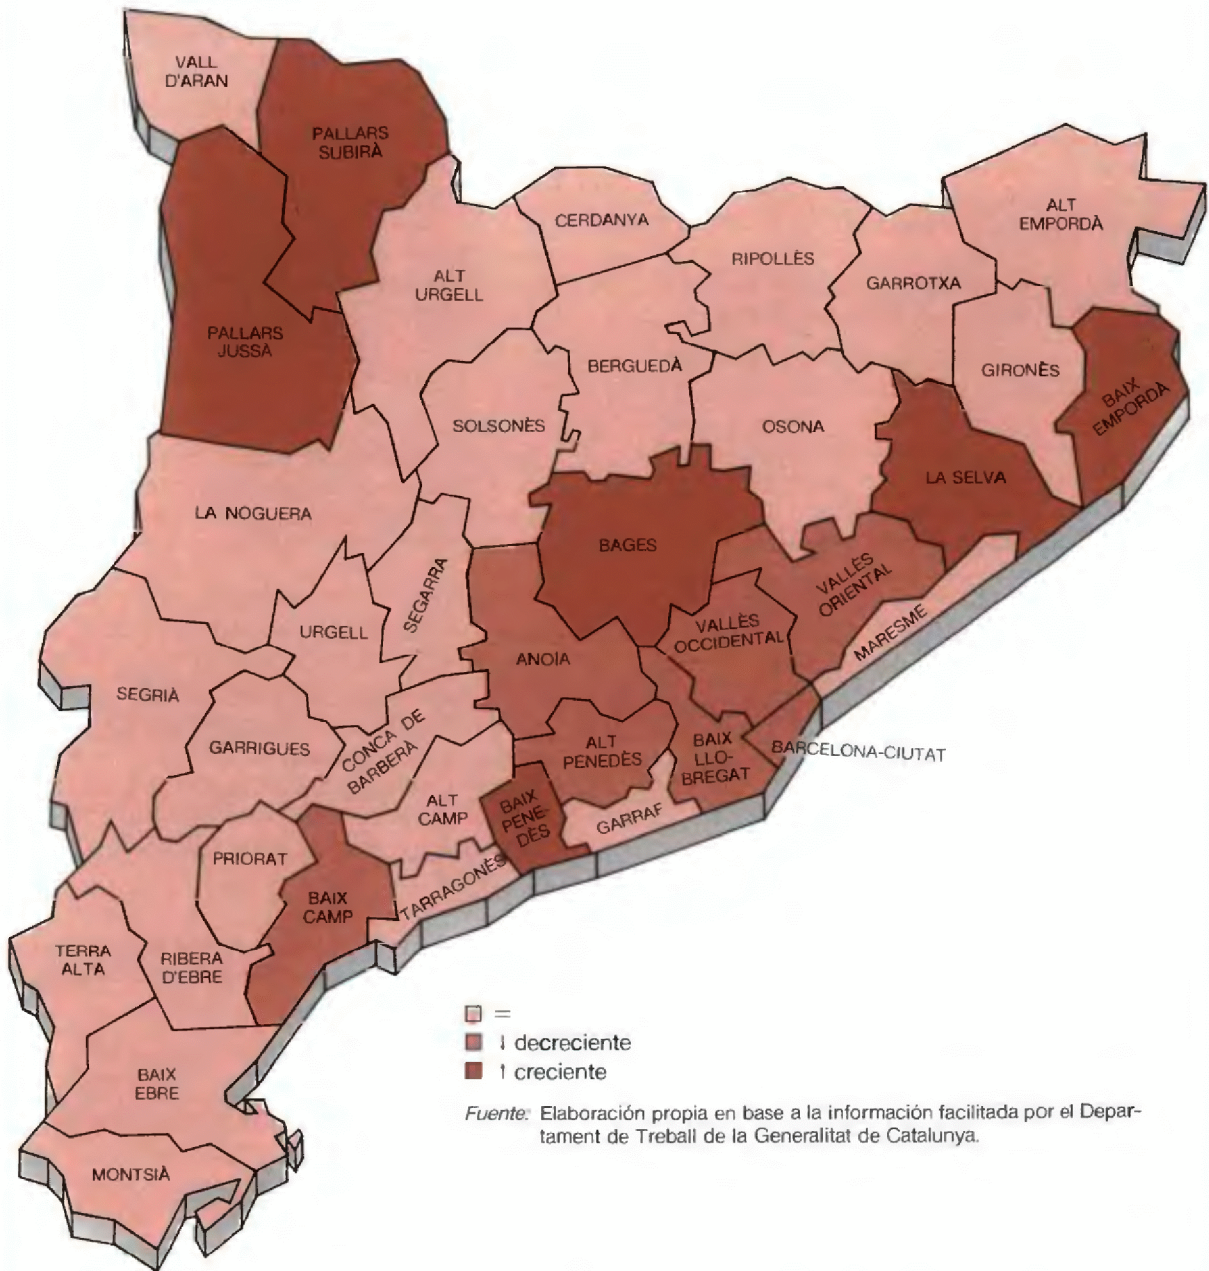 VALL
D'ARAN
PALLARS
SUBIRÀ
CERDANYA
ALT
EMPORDÀ
ALT
URGELL
RIPOLLÈS
GARROTXA
PALLARS
JUSSÀ
BERGUEDÀ
GIRONÈS
BAIX
EMPORDÀ
SOLSONÈS
OSONA
LA SELVA
LA NOGUERA
BAGES
SEGARRA
VALLÈS
ORIENTAL
URGELL
VALLÈS
OCCIDENTAL
MARESME
ANOIA
SEGRIÀ
GARRIGUES
CONCA DE
BARBERÀ
ALT
PENEDÈS
BAIX
LLO-
BREGAT
BARCELONA-CIUTAT
ALT
CAMP
BAIX
PENE-
DÈS
GARRAF
PRIORAT
TARRAGONÈS
BAIX
CAMP
TERRA
ALTA
RIBERA
D'EBRE
BAIX
EBRE
MONTSIÀ
=
↓ decreciente
↑ creciente
Fuente: Elaboración propia en base a la información facilitada por el Depar-
tament de Treball de la Generalitat de Catalunya.